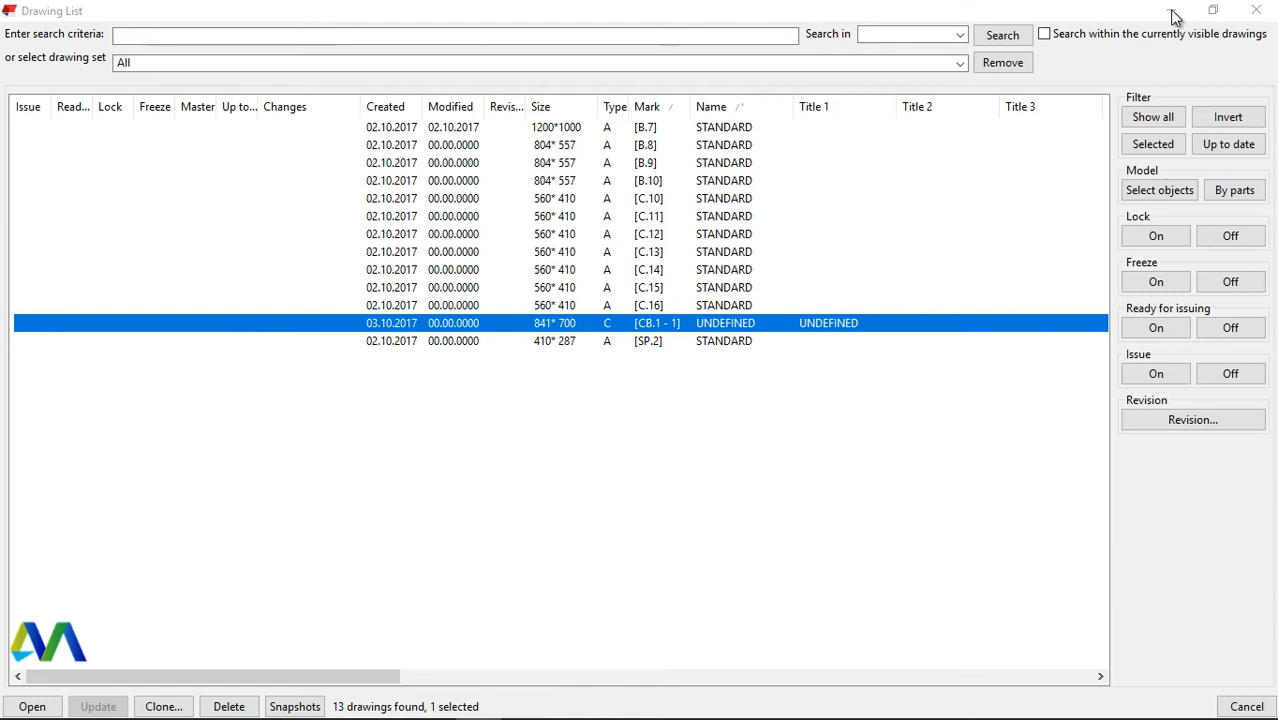 Drawing List
Enter search criteria: Search in Search Search within the currently visible drawings
or select drawing set All Remove
Issue Read... Lock Freeze Master Up to... Changes Created Modified Revis... Size Type Mark Name Title 1 Title 2 Title 3
02.10.2017 02.10.2017 1200*1000 A [B.7] STANDARD
02.10.2017 00.00.0000 804* 557 A [B.8] STANDARD
02.10.2017 00.00.0000 804* 557 A [B.9] STANDARD
02.10.2017 00.00.0000 804* 557 A [B.10] STANDARD
02.10.2017 00.00.0000 560* 410 A [C.10] STANDARD
02.10.2017 00.00.0000 560* 410 A [C.11] STANDARD
02.10.2017 00.00.0000 560* 410 A [C.12] STANDARD
02.10.2017 00.00.0000 560* 410 A [C.13] STANDARD
02.10.2017 00.00.0000 560* 410 A [C.14] STANDARD
02.10.2017 00.00.0000 560* 410 A [C.15] STANDARD
02.10.2017 00.00.0000 560* 410 A [C.16] STANDARD
03.10.2017 00.00.0000 841* 700 C [CB.1 - 1] UNDEFINED UNDEFINED
02.10.2017 00.00.0000 410* 287 A [SP.2] STANDARD
Filter
Show all Invert
Selected Up to date
Model
Select objects By parts
Lock
On Off
Freeze
On Off
Ready for issuing
On Off
Issue
On Off
Revision
Revision...
Open Update Clone... Delete Snapshots 13 drawings found, 1 selected Cancel